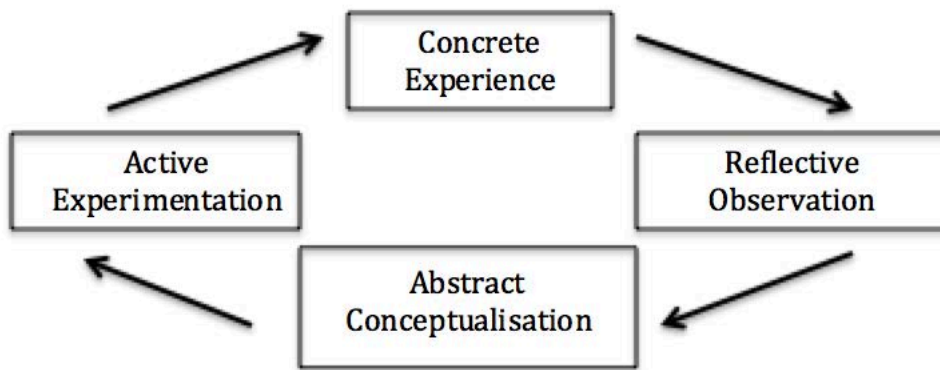 Concrete
Experience
Reflective
Observation
Abstract
Conceptualisation
Active
Experimentation